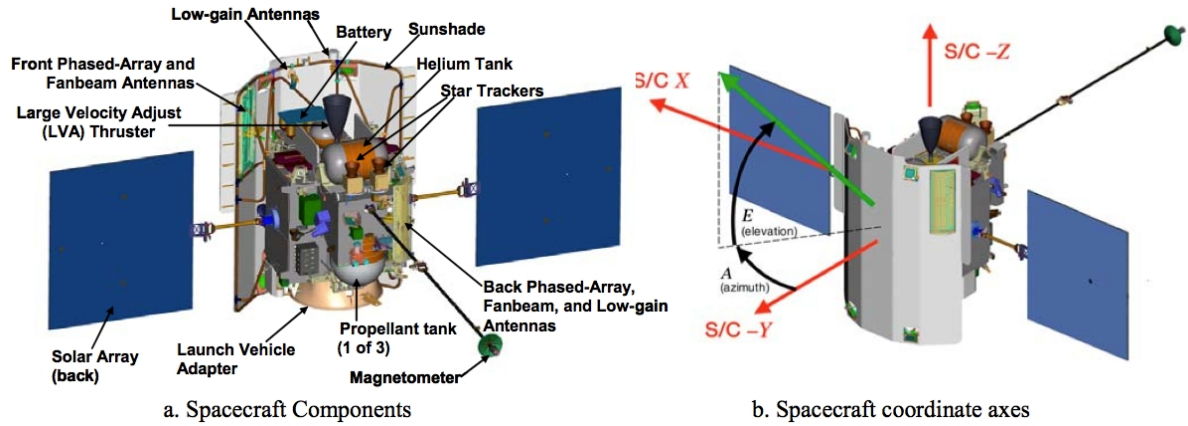 Low-gain Antennas
Battery
Sunshade
Front Phased-Array and
Fanbeam Antennas
Helium Tank
Star Trackers
Large Velocity Adjust
(LVA) Thruster
Back Phased-Array,
Fanbeam, and Low-gain
Antennas
Propellant tank
(1 of 3)
Launch Vehicle
Adapter
Solar Array
(back)
Magnetometer
a. Spacecraft Components
S/C –Z
S/C X
E
(elevation)
A
(azimuth)
S/C –Y
b. Spacecraft coordinate axes